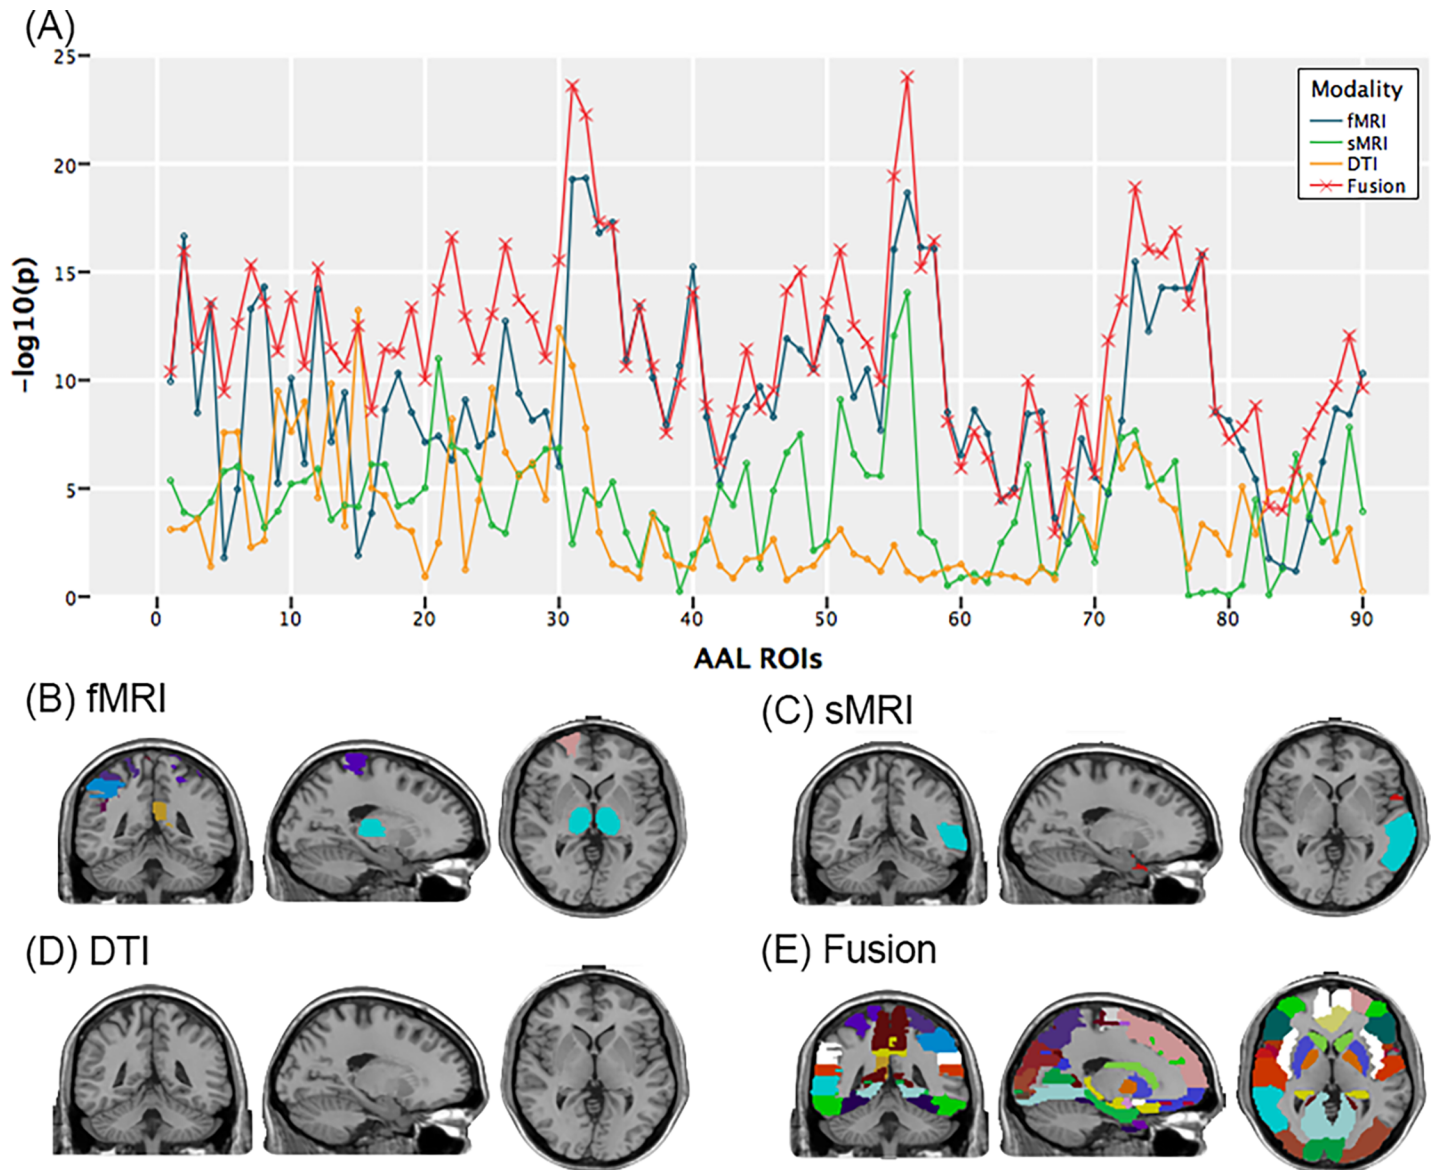 (A)
25
20
15
10
5
0
−log10(p)
Modality
fMRI
sMRI
DTI
Fusion
0 10 20 30 40 50 60 70 80 90
AAL ROIs
(B) fMRI
(C) sMRI
(D) DTI
(E) Fusion